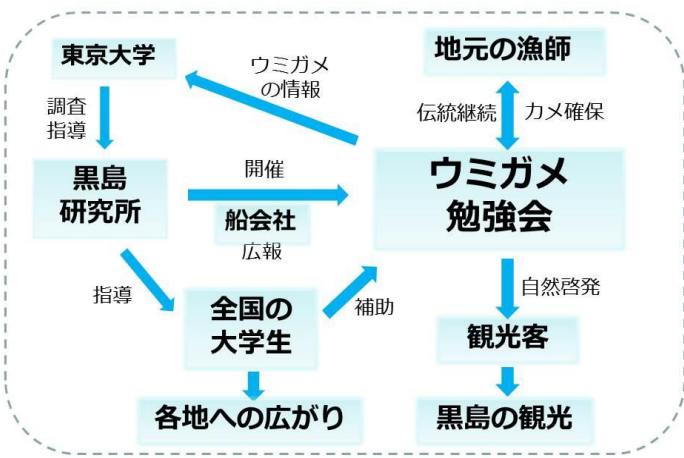 東京大学
ウミガメ
の情報
地元の漁師
調査
指導
伝統継続
カメ確保
黒島
研究所
開催
船会社
広報
ウミガメ
勉強会
指導
全国の
大学生
補助
自然啓発
観光客
各地への広がり
黒島の観光